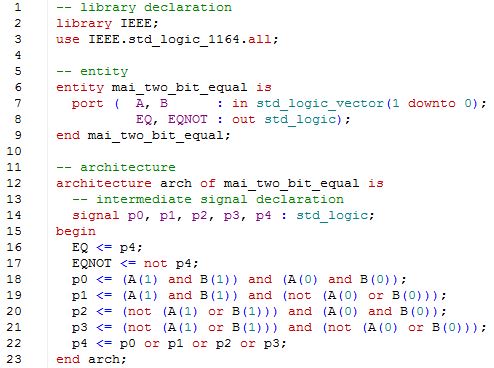 1 -- library declaration
2 library IEEE;
3 use IEEE.std_logic_1164.all;
4
5 -- entity
6 entity mai_two_bit_equal is
7   port (  A, B      : in std_logic_vector(1 downto 0);
8           EQ, EQNOT : out std_logic);
9 end mai_two_bit_equal;
10
11 -- architecture
12 architecture arch of mai_two_bit_equal is
13   -- intermediate signal declaration
14   signal p0, p1, p2, p3, p4 : std_logic;
15 begin
16   EQ <= p4;
17   EQNOT <= not p4;
18   p0 <= (A(1) and B(1)) and (A(0) and B(0));
19   p1 <= (A(1) and B(1)) and (not (A(0) or B(0)));
20   p2 <= (not (A(1) or B(1))) and (A(0) and B(0));
21   p3 <= (not (A(1) or B(1))) and (not (A(0) or B(0)));
22   p4 <= p0 or p1 or p2 or p3;
23 end arch;